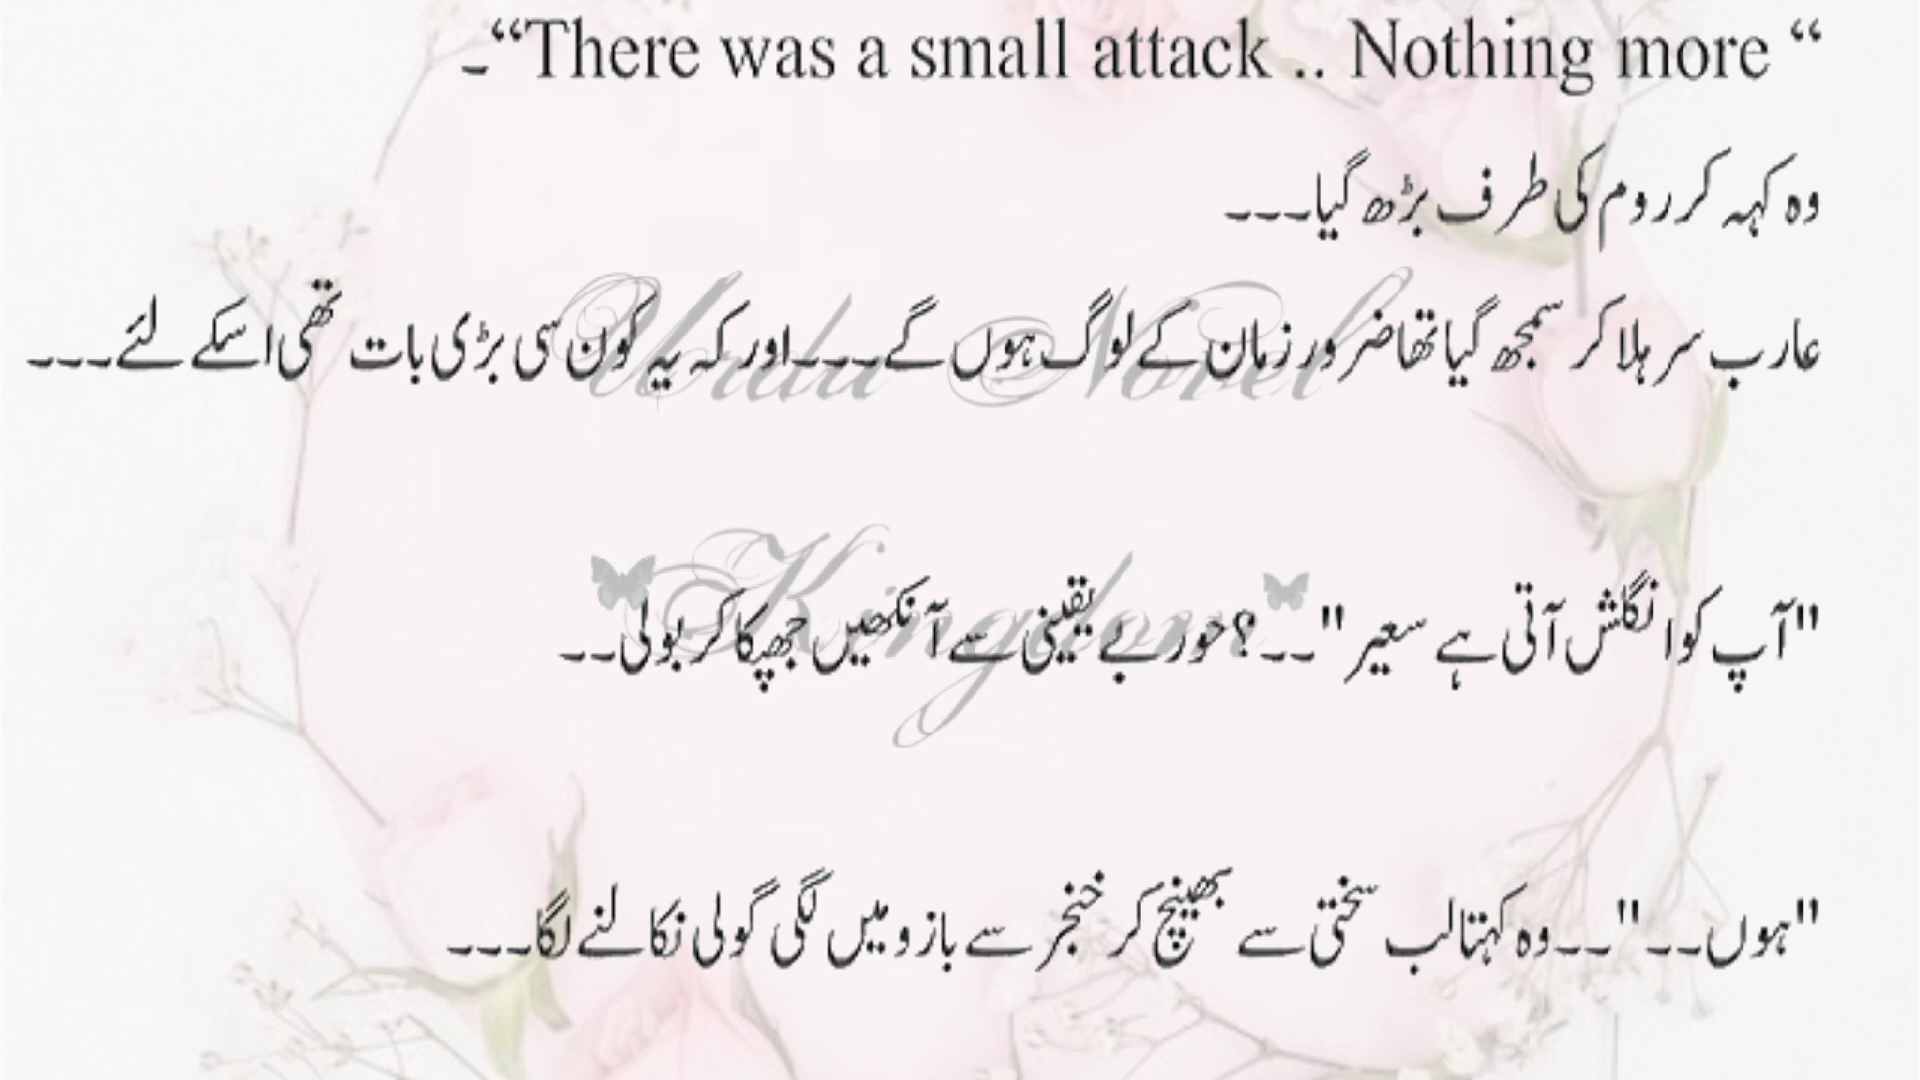 “There was a small attack .. Nothing more “۔
وہ کہہ کر روم کی طرف بڑھ گیا۔۔۔
عارب سر ہلا کر سمجھ گیا تھا ضرور زمان کے لوگ ہوں گے۔۔۔اور کہ یہ کون سی بڑی بات تھی اسکے لئے۔۔۔
Urdu Novel
"آپ کو انگلش آتی ہے سعیر "۔۔؟حور بے یقینی سے آنکھیں جھپکا کر بولی۔۔
Kingdom
"ہوں۔۔"۔۔وہ کہتا لب سختی سے بھینچ کر خنجر سے بازو میں لگی گولی نکالنے لگا۔۔۔